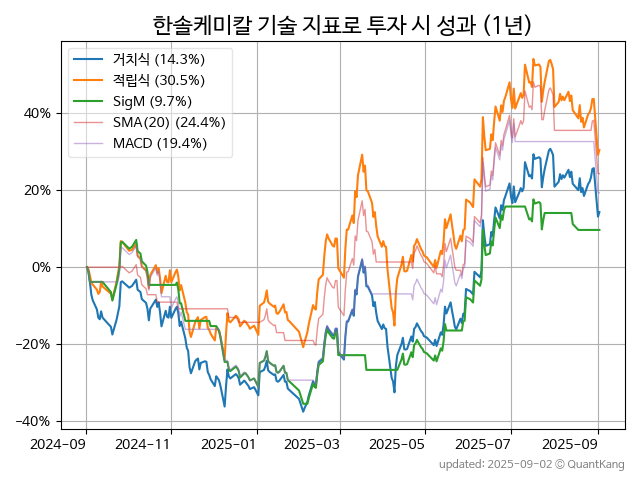 한솔케미칼 기술 지표로 투자 시 성과 (1년)
거치식 (14.3%)
적립식 (30.5%)
SigM (9.7%)
SMA(20) (24.4%)
MACD (19.4%)
40%
20%
0%
−20%
−40%
2024-09
2024-11
2025-01
2025-03
2025-05
2025-07
2025-09
updated: 2025-09-02 © QuantKang